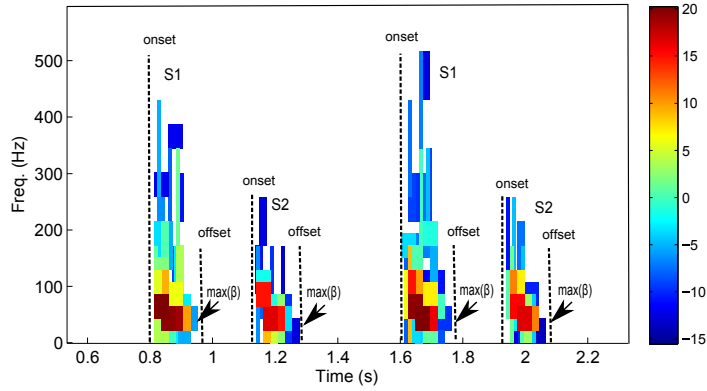 20
onset
onset
500
S1
S1
15
400
10
300
5
onset
onset
S2
S2
0
offset
offset
offset
offset
200
-5
max(β)
max(β)
max(β)
max(β)
100
-10
0
-15
0.6 0.8 1 1.2 1.4 1.6 1.8 2 2.2
Time (s)
Freq. (Hz)